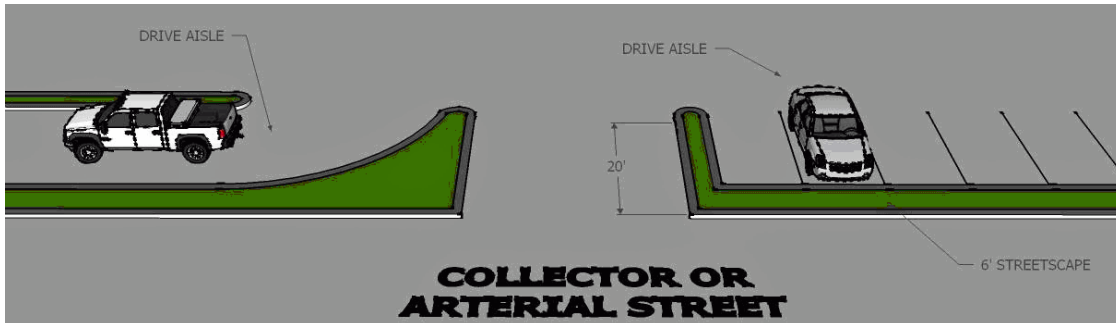 DRIVE AISLE
DRIVE AISLE
20'
6' STREETSCAPE
COLLECTOR OR
ARTERIAL STREET